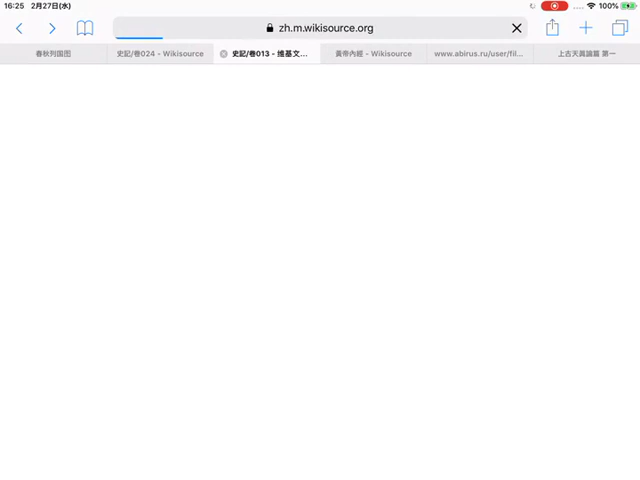 16:25 2月27日(水) 100%
zh.m.wikisource.org
春秋列国图 史記/卷024 - Wikisource 史記/卷013 - 维基文... 黃帝內經 - Wikisource www.abirus.ru/user/fil... 上古天真論篇 第一